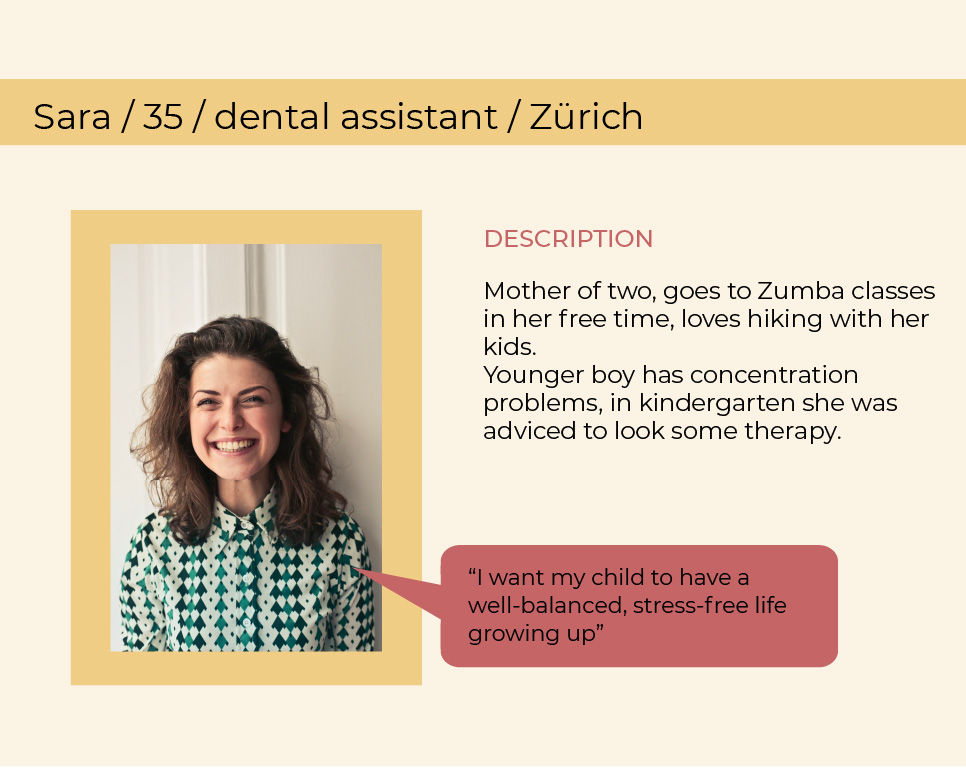 Sara / 35 / dental assistant / Zürich
DESCRIPTION
Mother of two, goes to Zumba classes
in her free time, loves hiking with her
kids.
Younger boy has concentration
problems, in kindergarten she was
adviced to look some therapy.
“I want my child to have a
well-balanced, stress-free life
growing up”